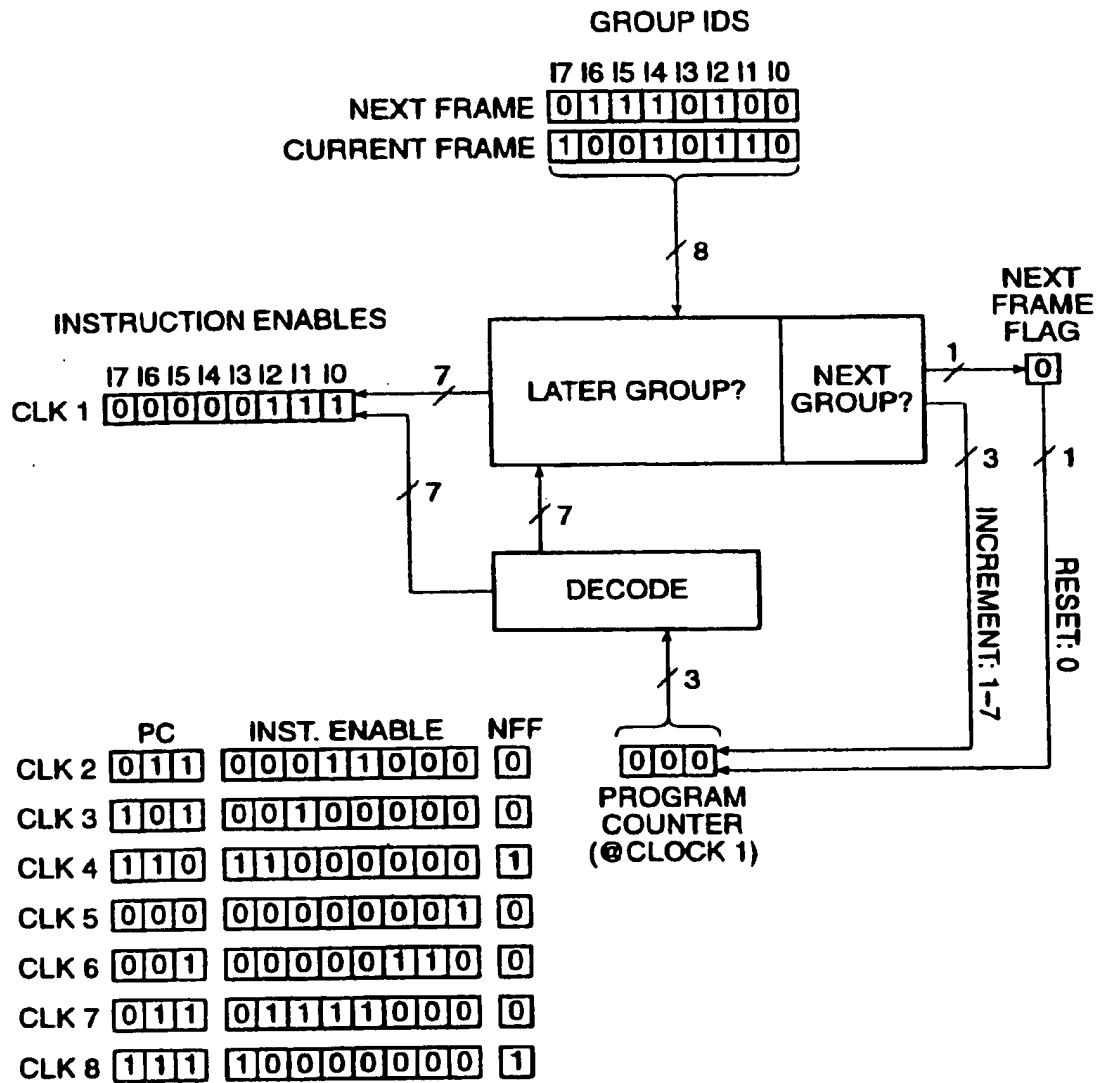 GROUP IDS
I7 I6 I5 I4 I3 I2 I1 I0
NEXT FRAME 0 1 1 1 0 1 0 0
CURRENT FRAME 1 0 0 1 0 1 1 0
8
NEXT
FRAME
FLAG
0
INSTRUCTION ENABLES
I7 I6 I5 I4 I3 I2 I1 I0
CLK 1 0 0 0 0 0 1 1 1
7
LATER GROUP?
NEXT
GROUP?
1
3
1
7
7
DECODE
INCREMENT: 1–7
RESET: 0
3
0 0 0
PROGRAM
COUNTER
(@CLOCK 1)
PC INST. ENABLE NFF
CLK 2 0 1 1 0 0 0 1 1 0 0 0 0
CLK 3 1 0 1 0 0 1 0 0 0 0 0 0
CLK 4 1 1 0 1 1 0 0 0 0 0 0 1
CLK 5 0 0 0 0 0 0 0 0 0 0 1 0
CLK 6 0 0 1 0 0 0 0 0 1 1 0 0
CLK 7 0 1 1 0 1 1 1 1 0 0 0 0
CLK 8 1 1 1 1 0 0 0 0 0 0 0 1